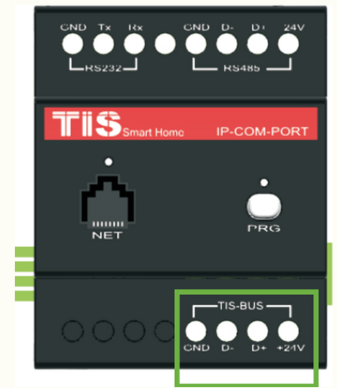 GND Tx Rx GND D- D+ 24V
RS232 RS485
TIS Smart Home IP-COM-PORT
NET
PRG
TIS-BUS
GND D- D+ +24V